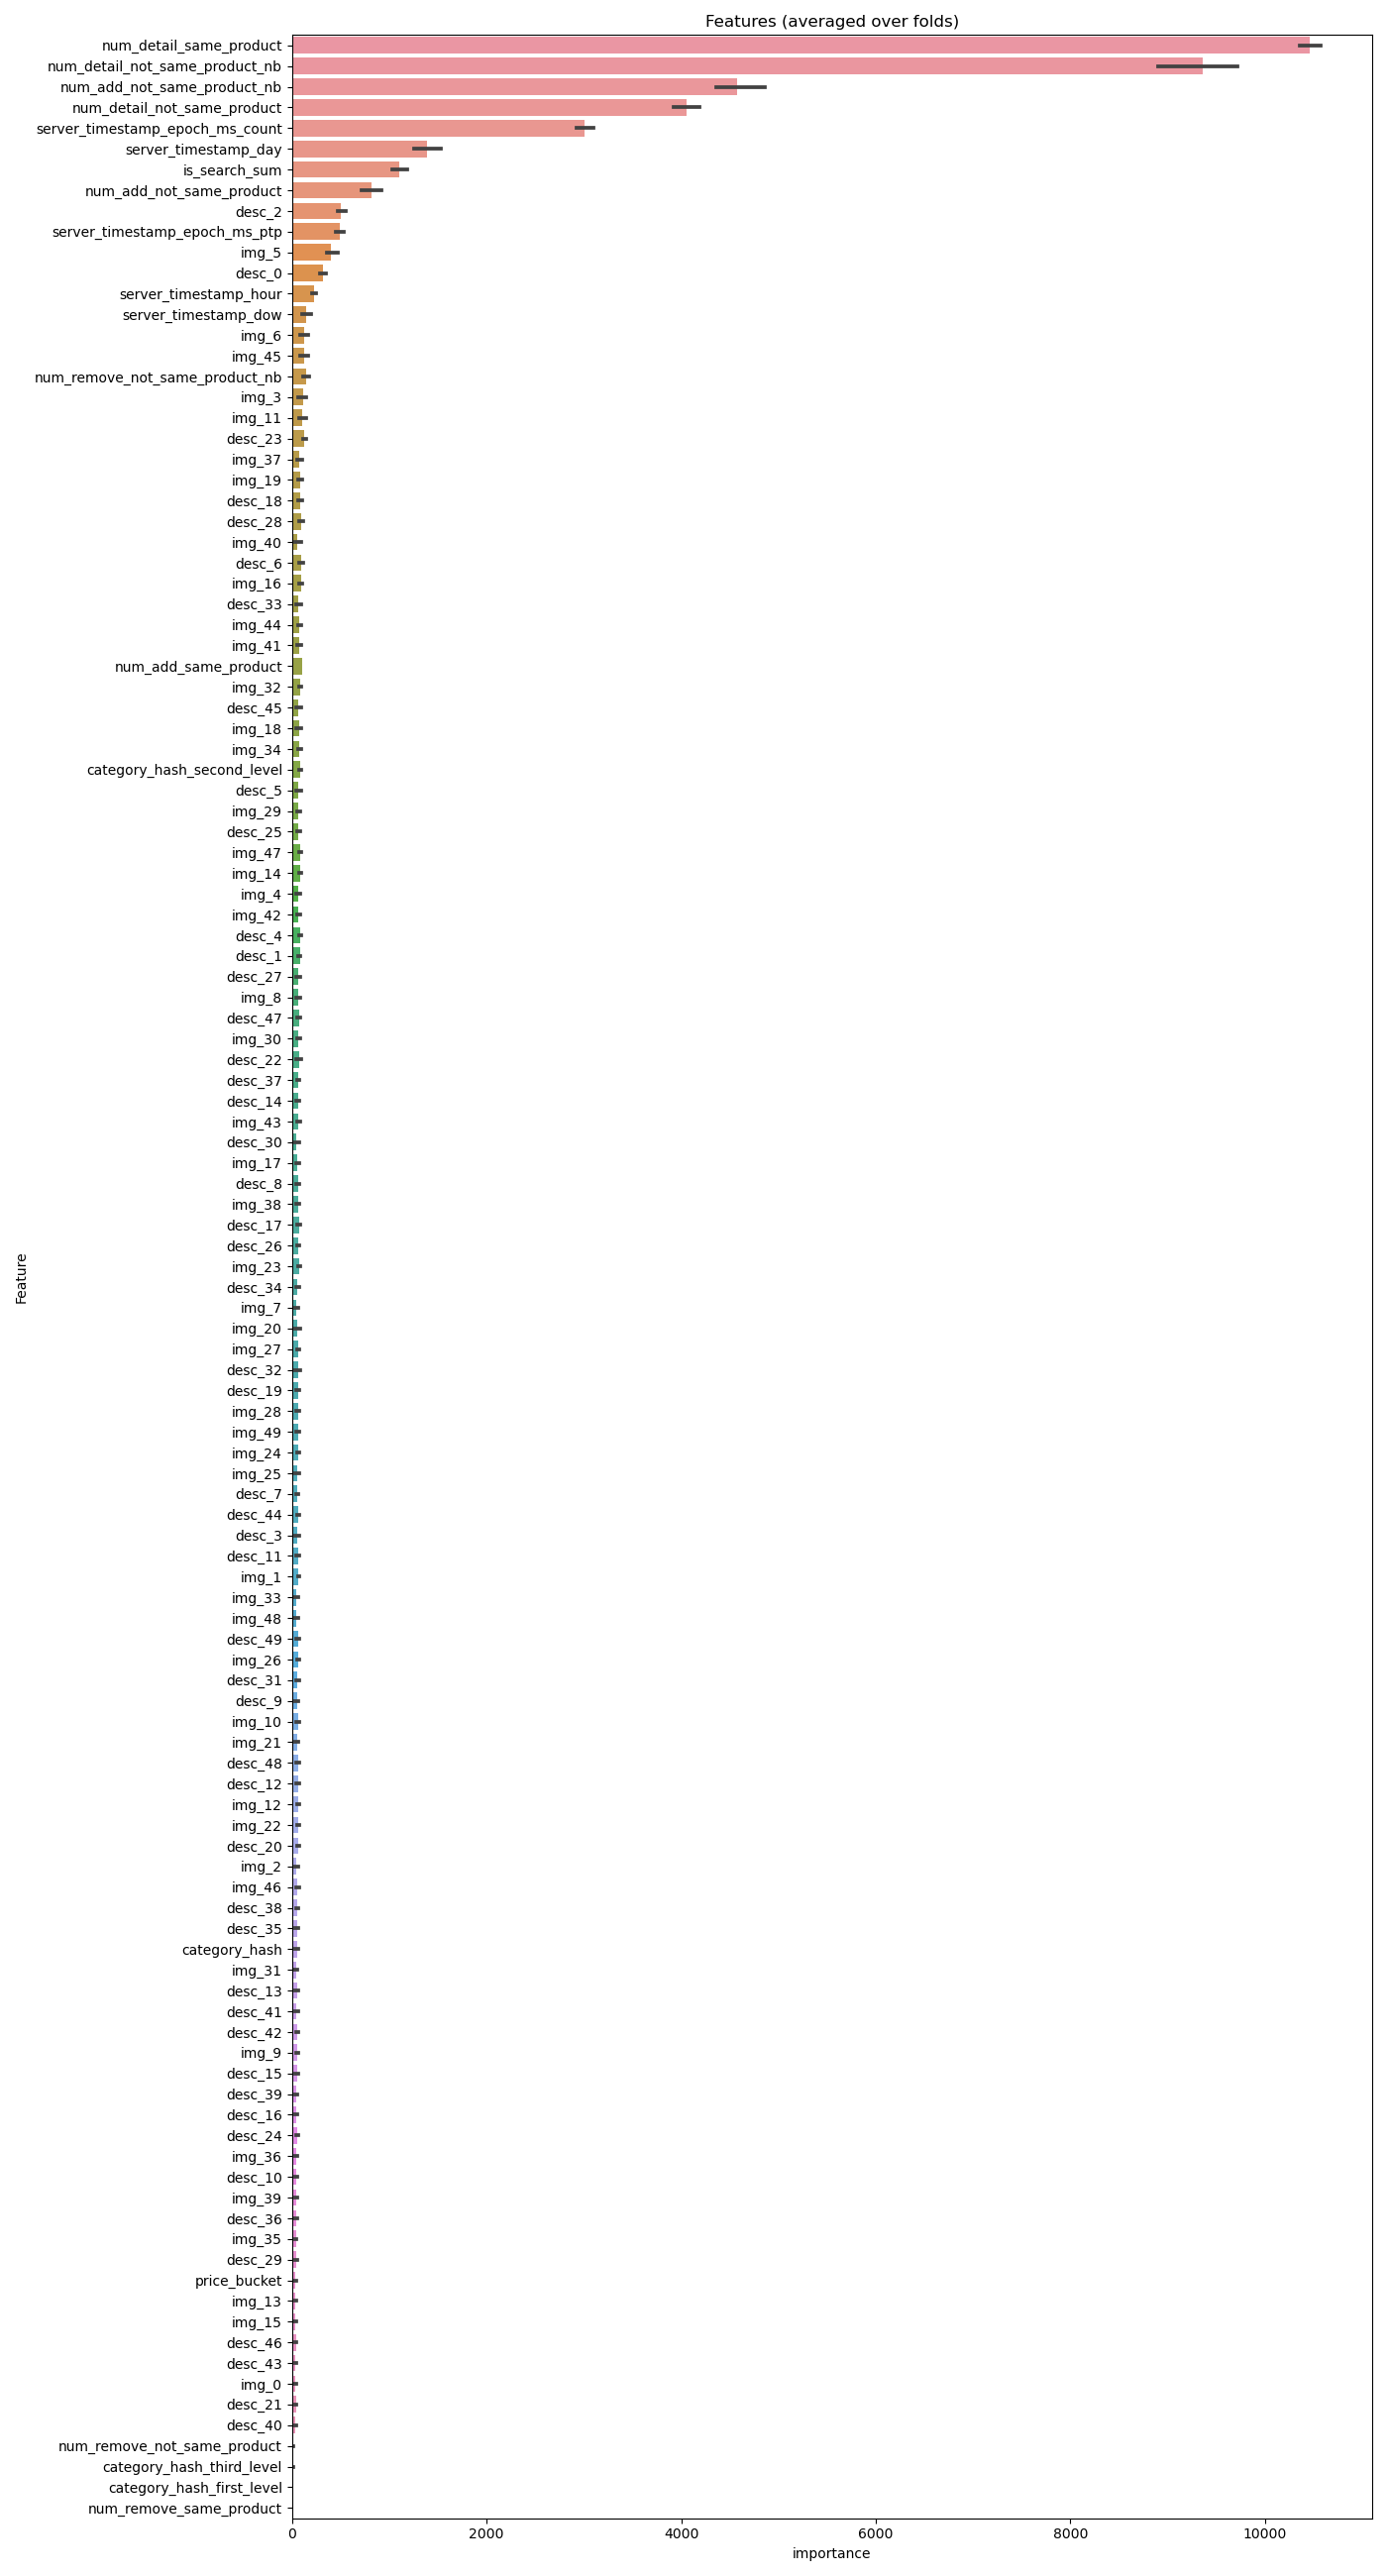 Features (averaged over folds)
num_detail_same_product
num_detail_not_same_product_nb
num_add_not_same_product_nb
num_detail_not_same_product
server_timestamp_epoch_ms_count
server_timestamp_day
is_search_sum
num_add_not_same_product
desc_2
server_timestamp_epoch_ms_ptp
img_5
desc_0
server_timestamp_hour
server_timestamp_dow
img_6
img_45
num_remove_not_same_product_nb
img_3
img_11
desc_23
img_37
img_19
desc_18
desc_28
img_40
desc_6
img_16
desc_33
img_44
img_41
num_add_same_product
img_32
desc_45
img_18
img_34
category_hash_second_level
desc_5
img_29
desc_25
img_47
img_14
img_4
img_42
desc_4
desc_1
desc_27
img_8
desc_47
img_30
desc_22
desc_37
desc_14
img_43
desc_30
img_17
desc_8
img_38
desc_17
desc_26
img_23
desc_34
img_7
img_20
img_27
desc_32
desc_19
img_28
img_49
img_24
img_25
desc_7
desc_44
desc_3
desc_11
img_1
img_33
img_48
desc_49
img_26
desc_31
desc_9
img_10
img_21
desc_48
desc_12
img_12
img_22
desc_20
img_2
img_46
desc_38
desc_35
category_hash
img_31
desc_13
desc_41
desc_42
img_9
desc_15
desc_39
desc_16
desc_24
img_36
desc_10
img_39
desc_36
img_35
desc_29
price_bucket
img_13
img_15
desc_46
desc_43
img_0
desc_21
desc_40
num_remove_not_same_product
category_hash_third_level
category_hash_first_level
num_remove_same_product
Feature
0 2000 4000 6000 8000 10000
importance